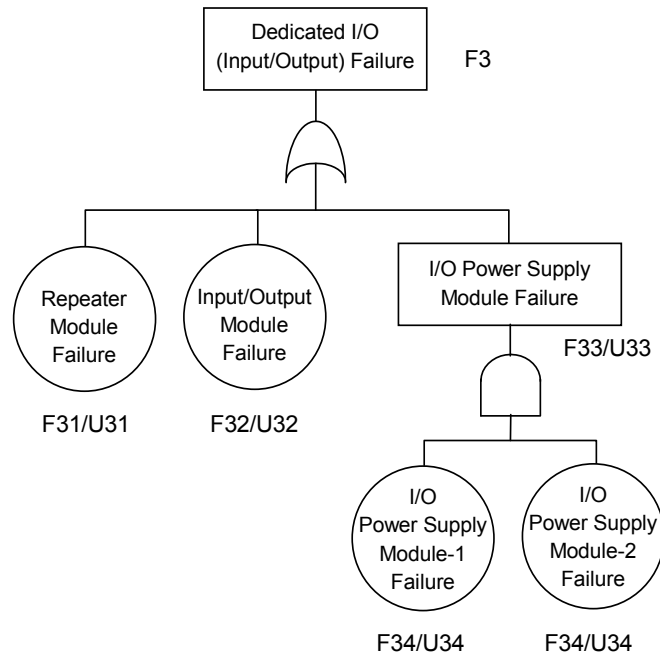 Dedicated I/O
(Input/Output) Failure
F3
Repeater
Module
Failure
Input/Output
Module
Failure
I/O Power Supply
Module Failure
F33/U33
F31/U31
F32/U32
I/O
Power Supply
Module-1
Failure
I/O
Power Supply
Module-2
Failure
F34/U34
F34/U34